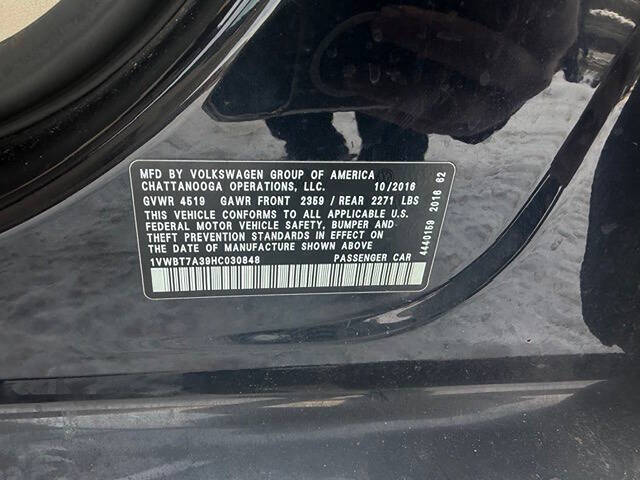 MFD BY VOLKSWAGEN GROUP OF AMERICA
CHATTANOOGA OPERATIONS, LLC. 10/2016
GVWR 4519 GAWR FRONT 2359 / REAR 2271 LBS
THIS VEHICLE CONFORMS TO ALL APPLICABLE U.S.
FEDERAL MOTOR VEHICLE SAFETY, BUMPER AND
THEFT PREVENTION STANDARDS IN EFFECT ON
THE DATE OF MANUFACTURE SHOWN ABOVE
1VWBT7A39HC030848 PASSENGER CAR
4440159 2016 62